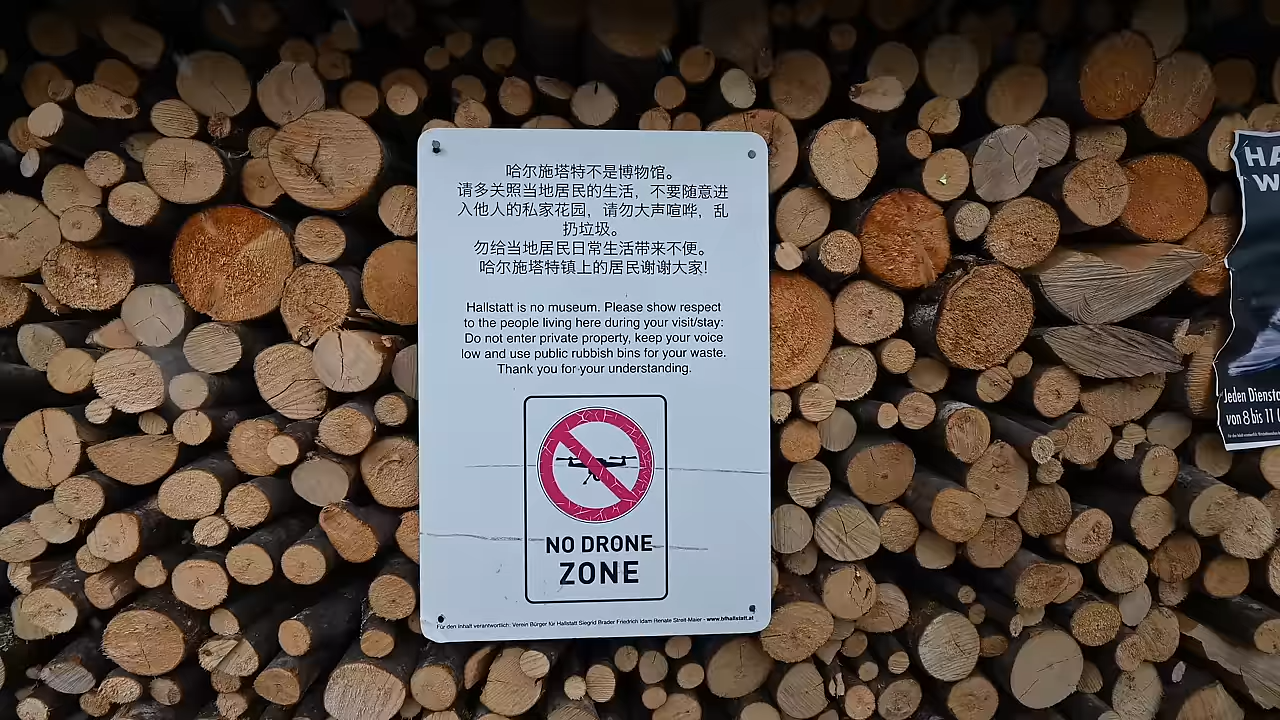 哈尔施塔特不是博物馆。
请多关照当地居民的生活，不要随意进
入他人的私家花园，请勿大声喧哗，乱
扔垃圾。
勿给当地居民日常生活带来不便。
哈尔施塔特镇上的居民谢谢大家!
Hallstatt is no museum. Please show respect
to the people living here during your visit/stay:
Do not enter private property, keep your voice
low and use public rubbish bins for your waste.
Thank you for your understanding.
NO DRONE
ZONE
Für den Inhalt verantwortlich: Verein Bürger für Hallstatt Siegrid Brader Friedrich Idam Renate Streit-Maier - www.bfhallstatt.at
HA
W
Jeden Diensta
von 8 bis 11